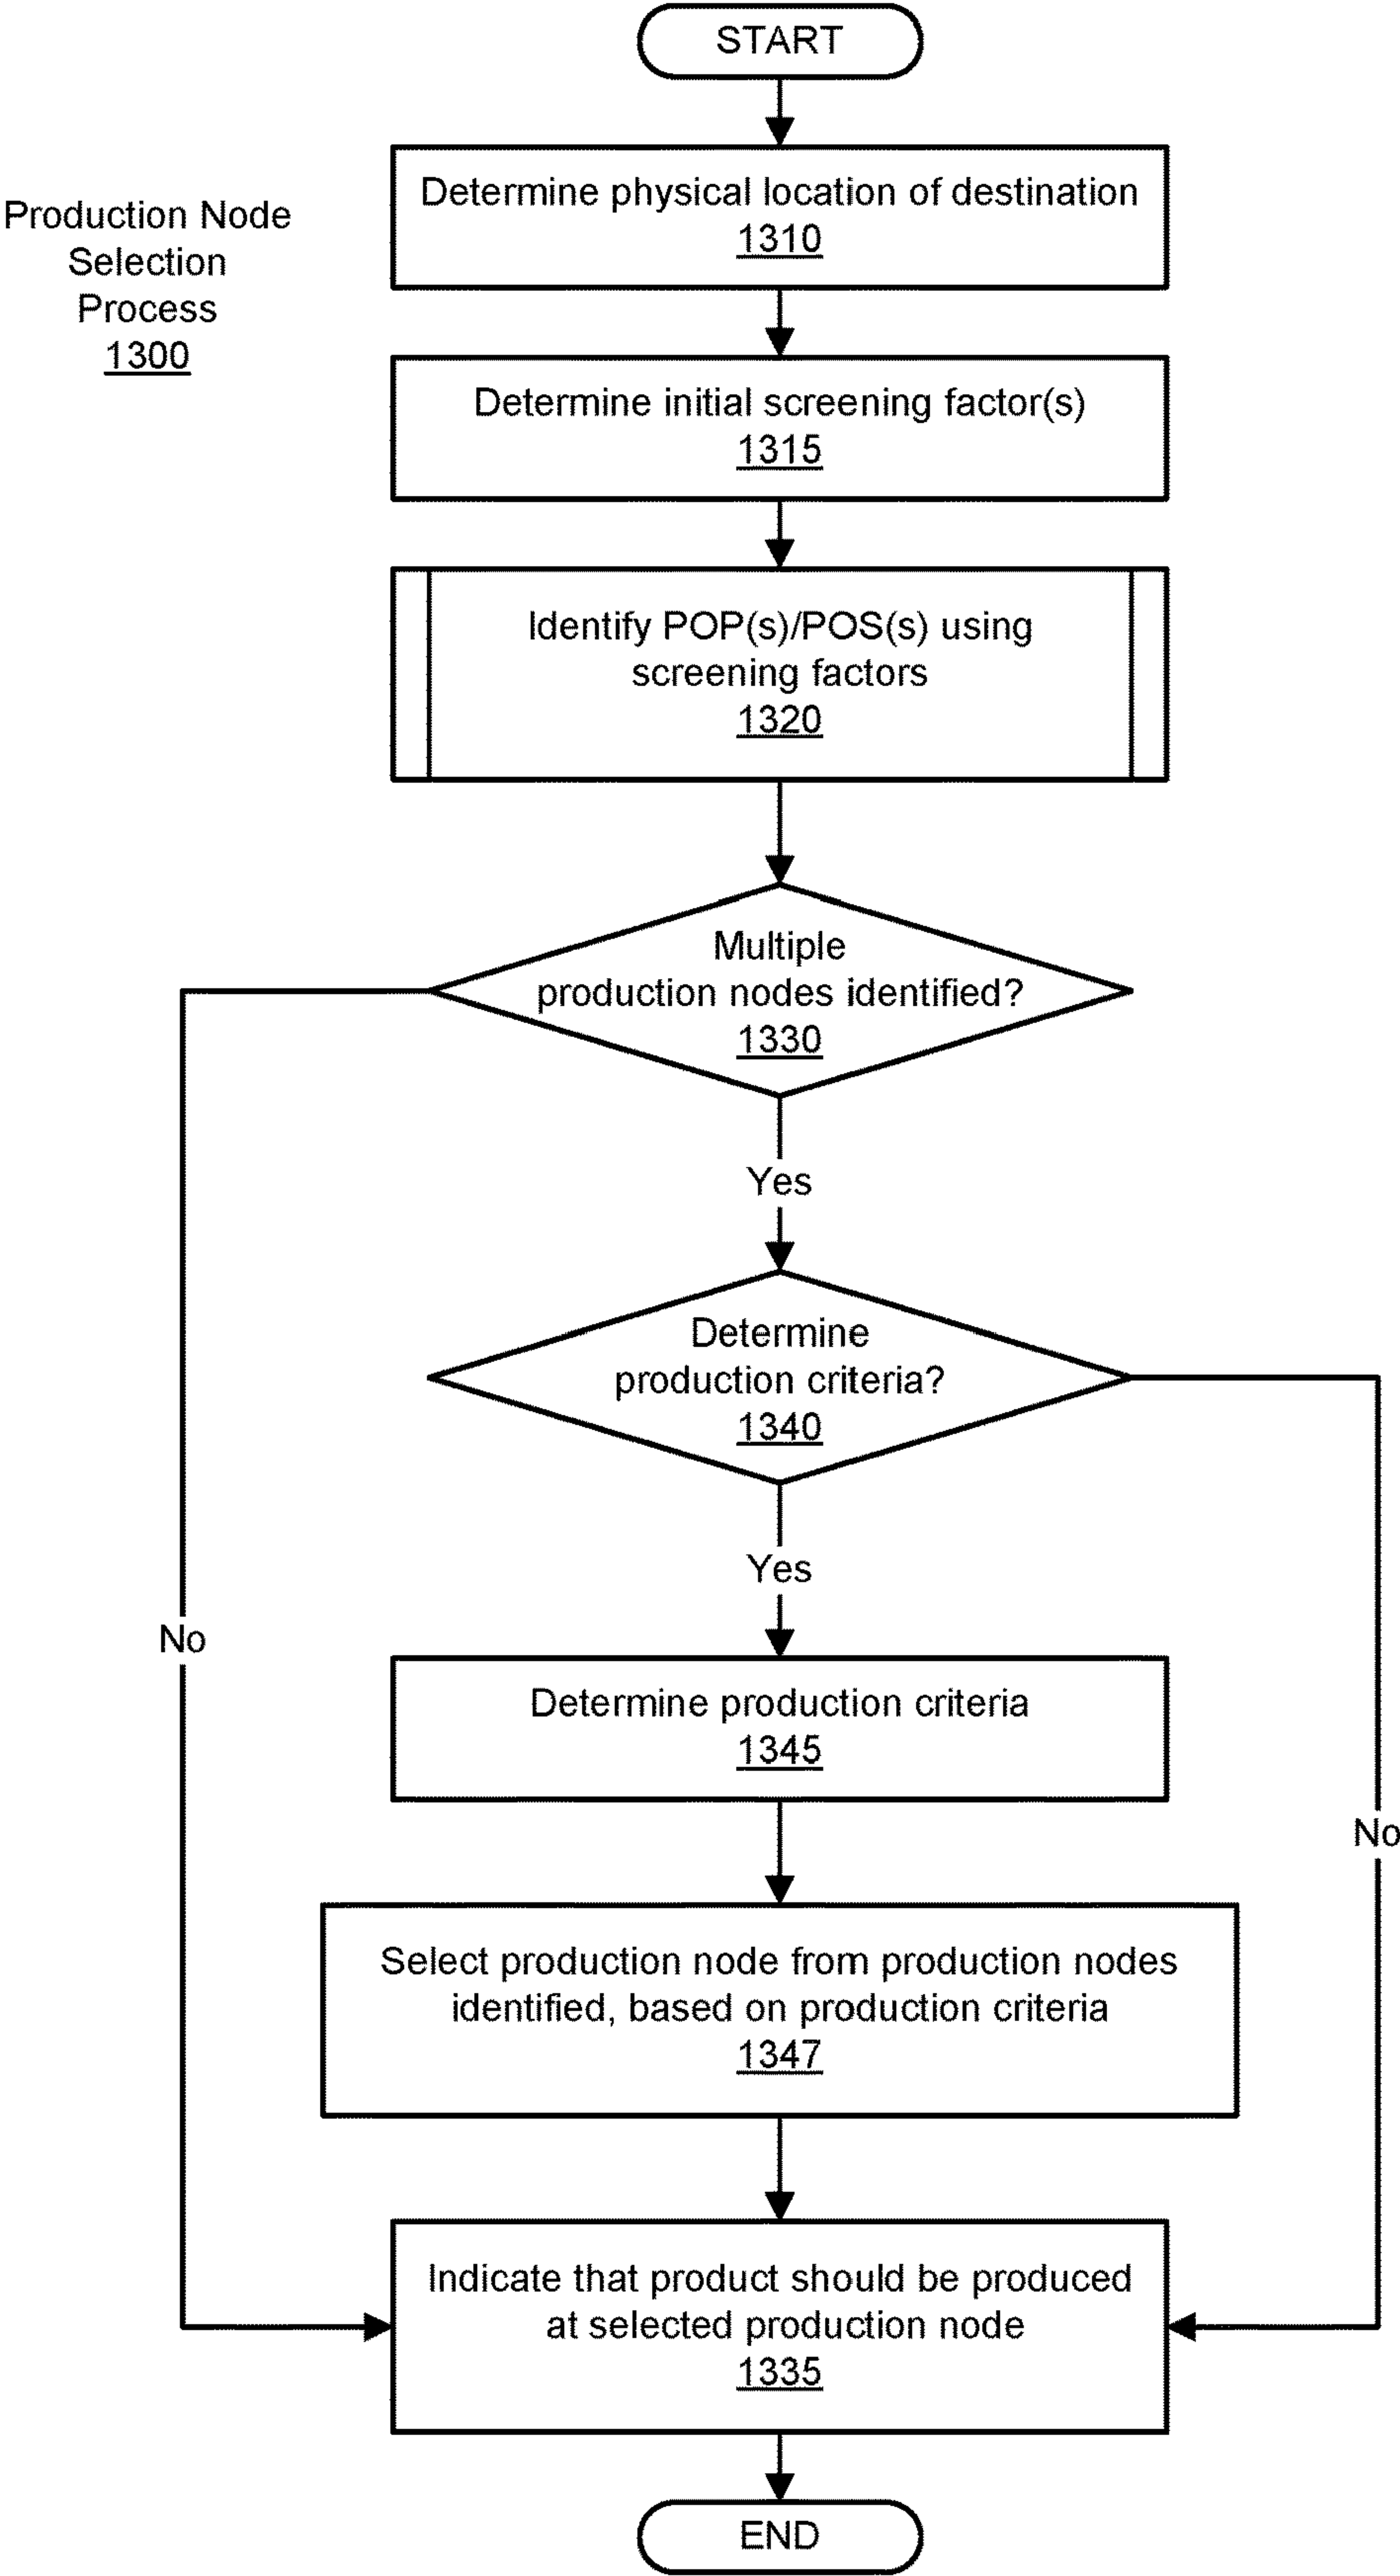 START
Determine physical location of destination
1310
Production Node
Selection
Process
1300
Determine initial screening factor(s)
1315
Identify POP(s)/POS(s) using
screening factors
1320
Multiple
production nodes identified?
1330
Yes
Determine
production criteria?
1340
Yes
No
Determine production criteria
1345
No
Select production node from production nodes
identified, based on production criteria
1347
Indicate that product should be produced
at selected production node
1335
END